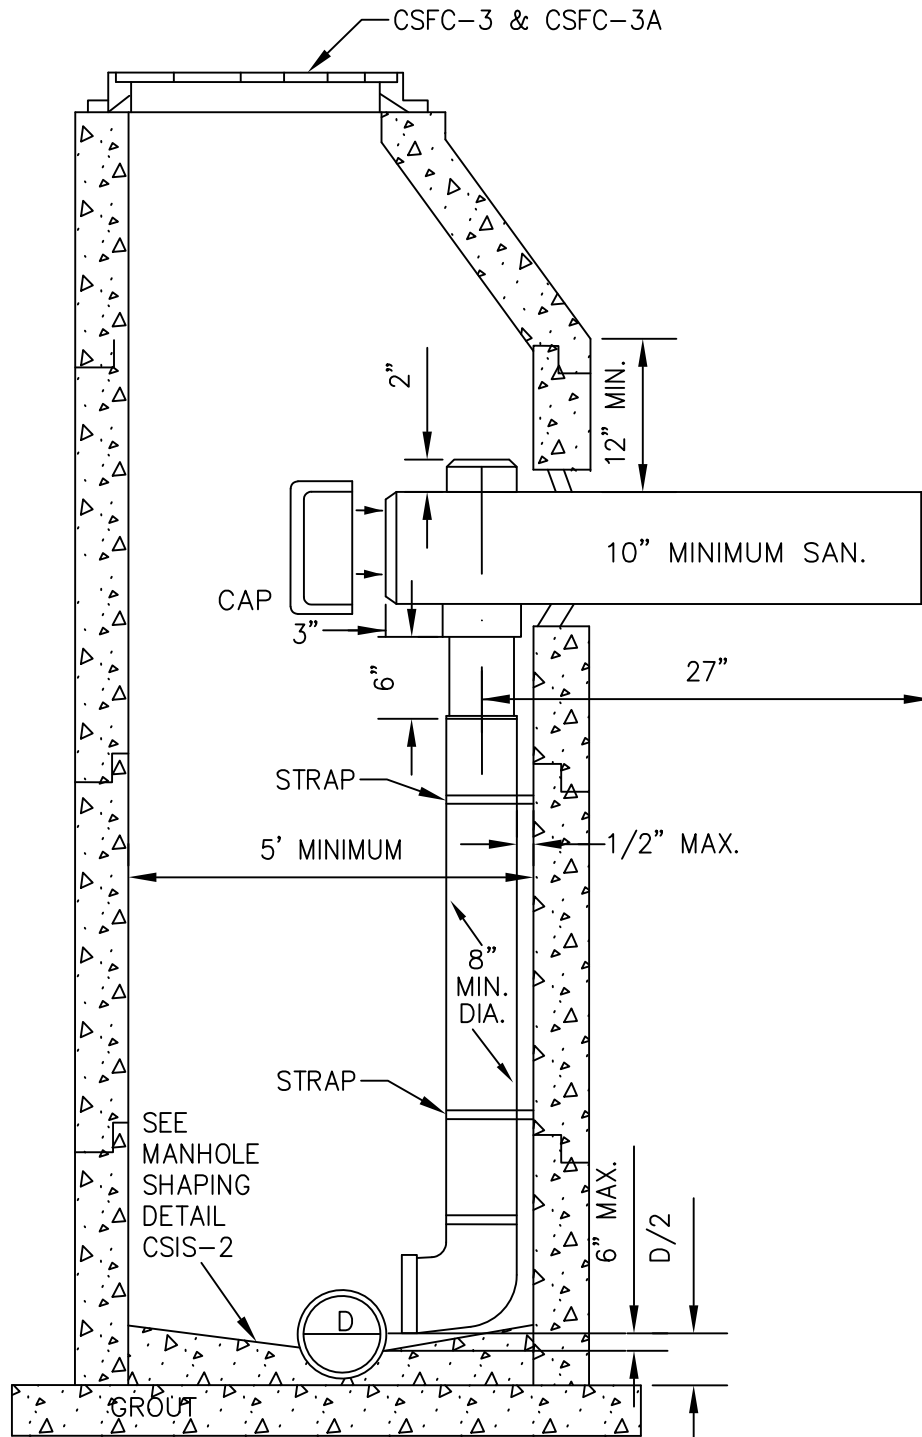 CSFC-3 & CSFC-3A
2"
12" MIN.
10" MINIMUM SAN.
CAP
3"
6"
27"
STRAP
5' MINIMUM
1/2" MAX.
8"
MIN.
DIA.
STRAP
SEE
MANHOLE
SHAPING
DETAIL
CSIS-2
6" MAX.
D/2
D
GROUT